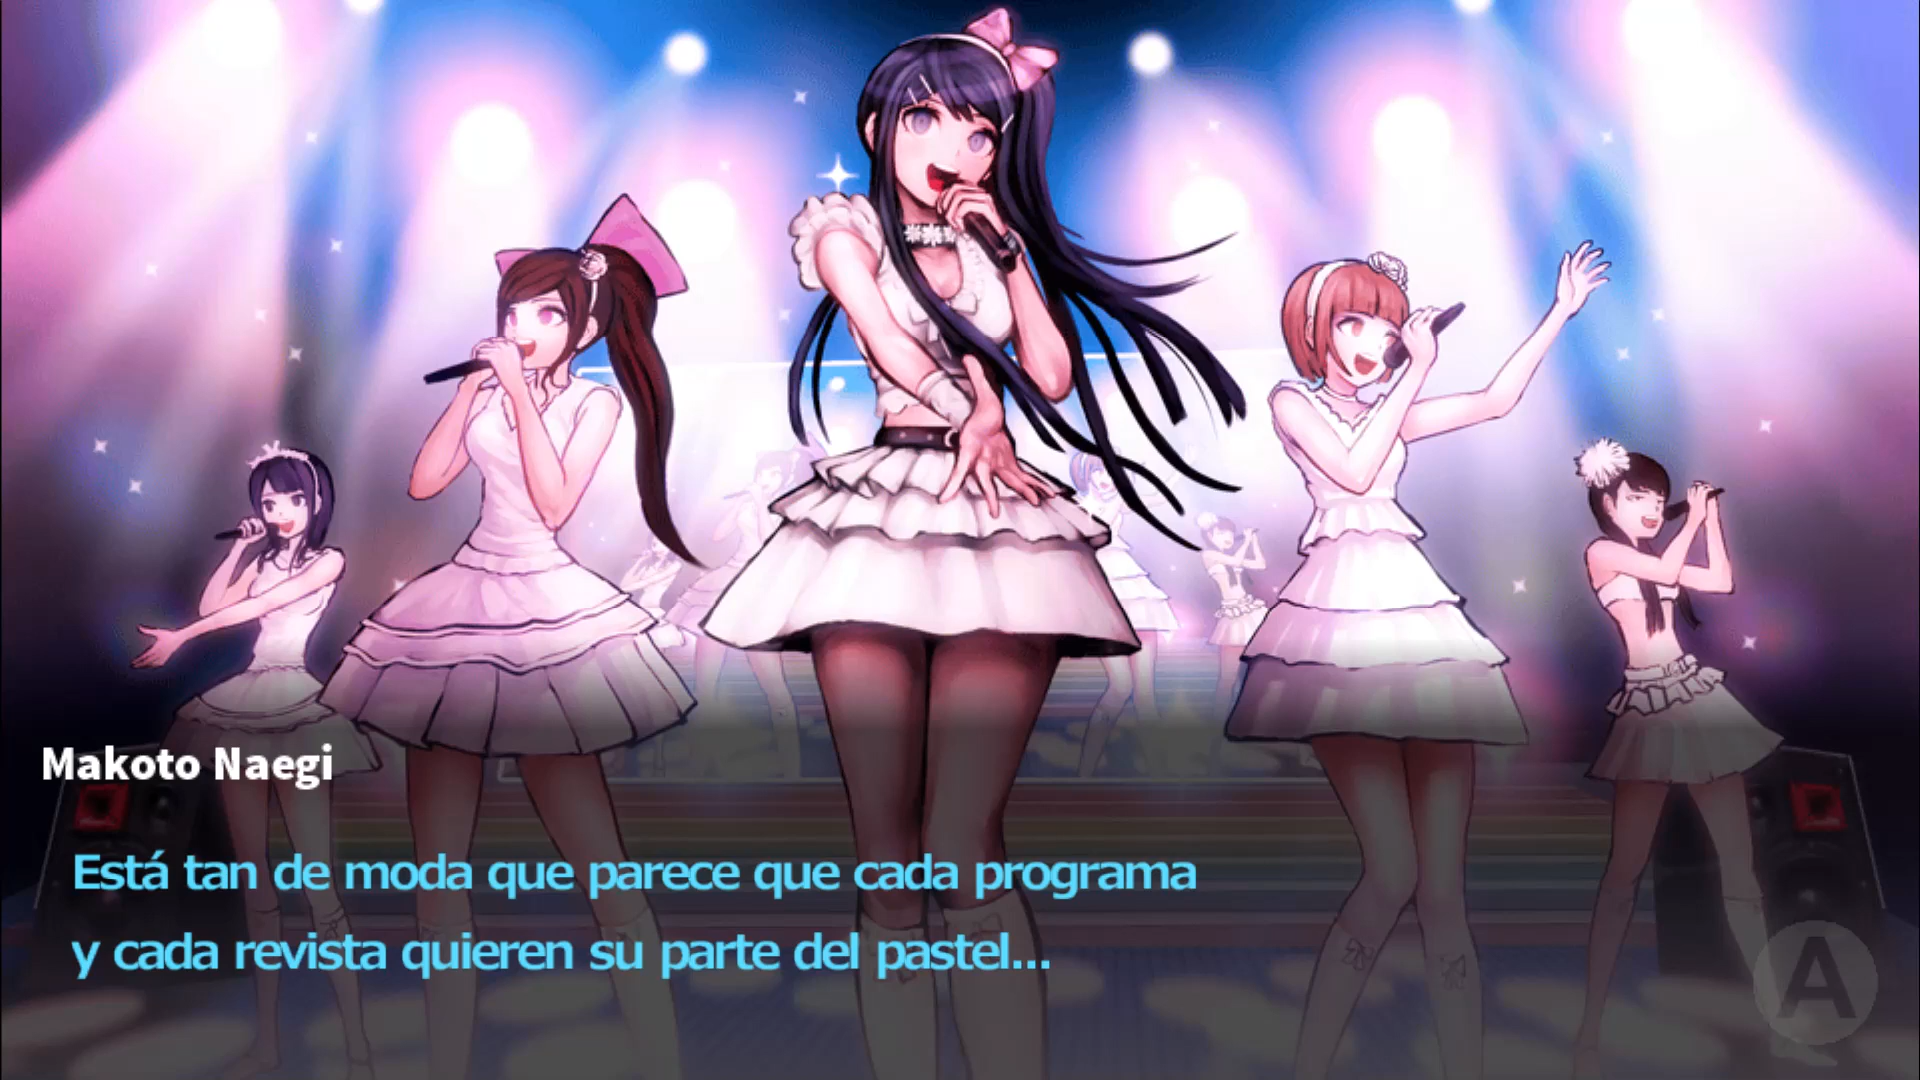 Makoto Naegi
Está tan de moda que parece que cada programa
y cada revista quieren su parte del pastel...
A